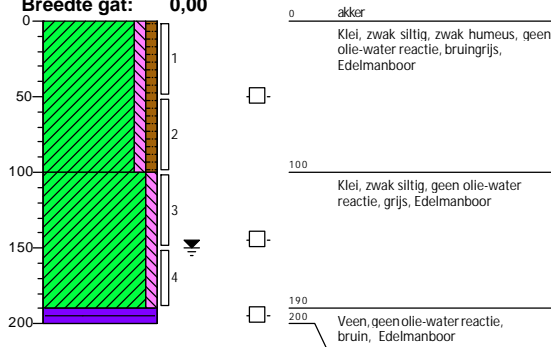 Breedte gat: 0,00
0
50
100
150
200
1
2
3
4
0 akker
Klei, zwak siltig, zwak humeus, geen
olie-water reactie, bruingrijs,
Edelmanboor
100
Klei, zwak siltig, geen olie-water
reactie, grijs, Edelmanboor
190
200
Veen, geen olie-water reactie,
bruin, Edelmanboor